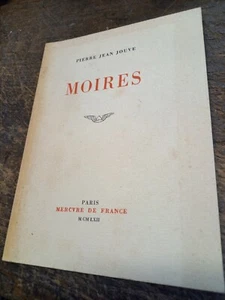 PIERRE JEAN JOUVE
MOIRES
PARIS
MERCVRE DE FRANCE
MCMLXII